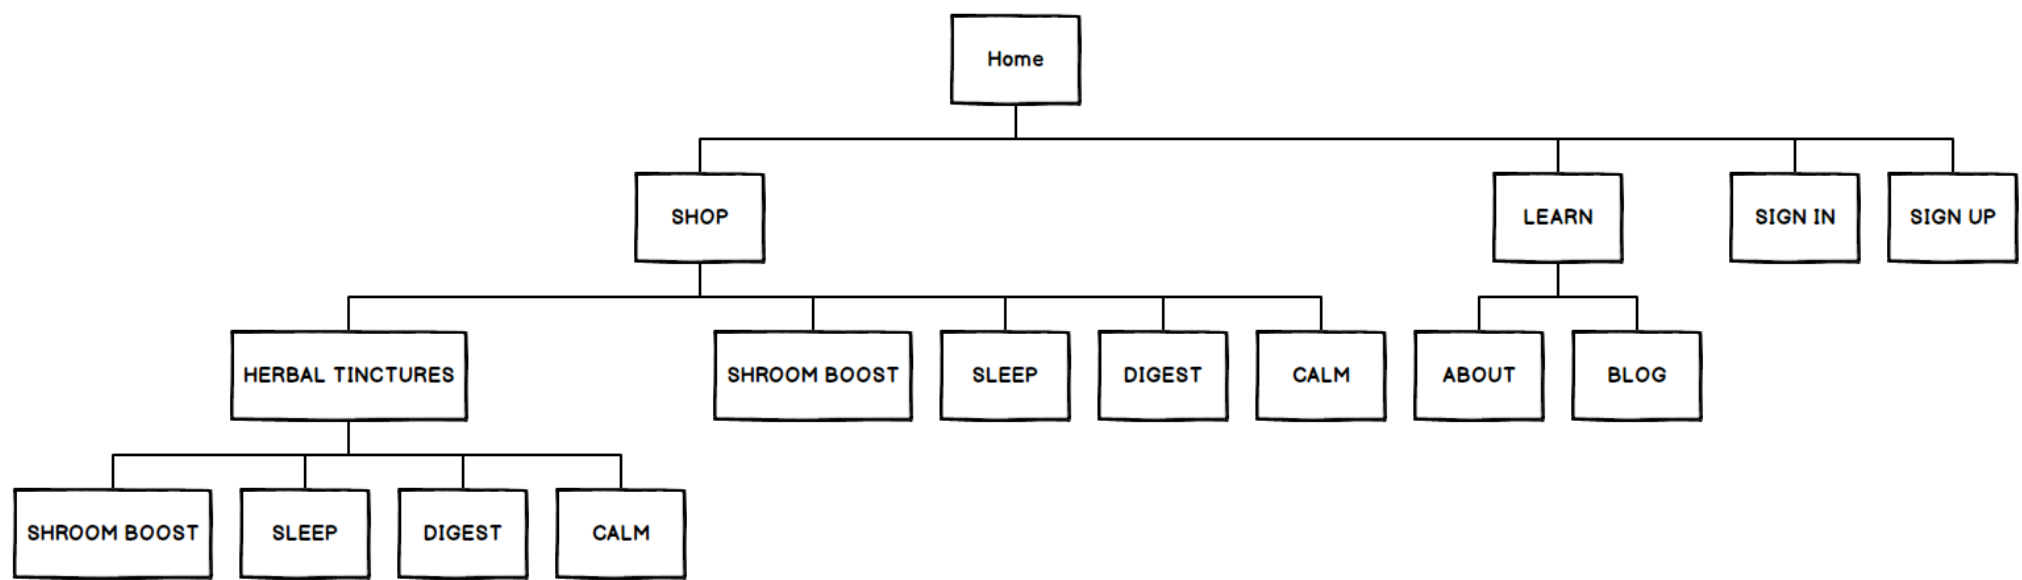 Home
SHOP
LEARN
SIGN IN
SIGN UP
HERBAL TINCTURES
SHROOM BOOST
SLEEP
DIGEST
CALM
ABOUT
BLOG
SHROOM BOOST
SLEEP
DIGEST
CALM